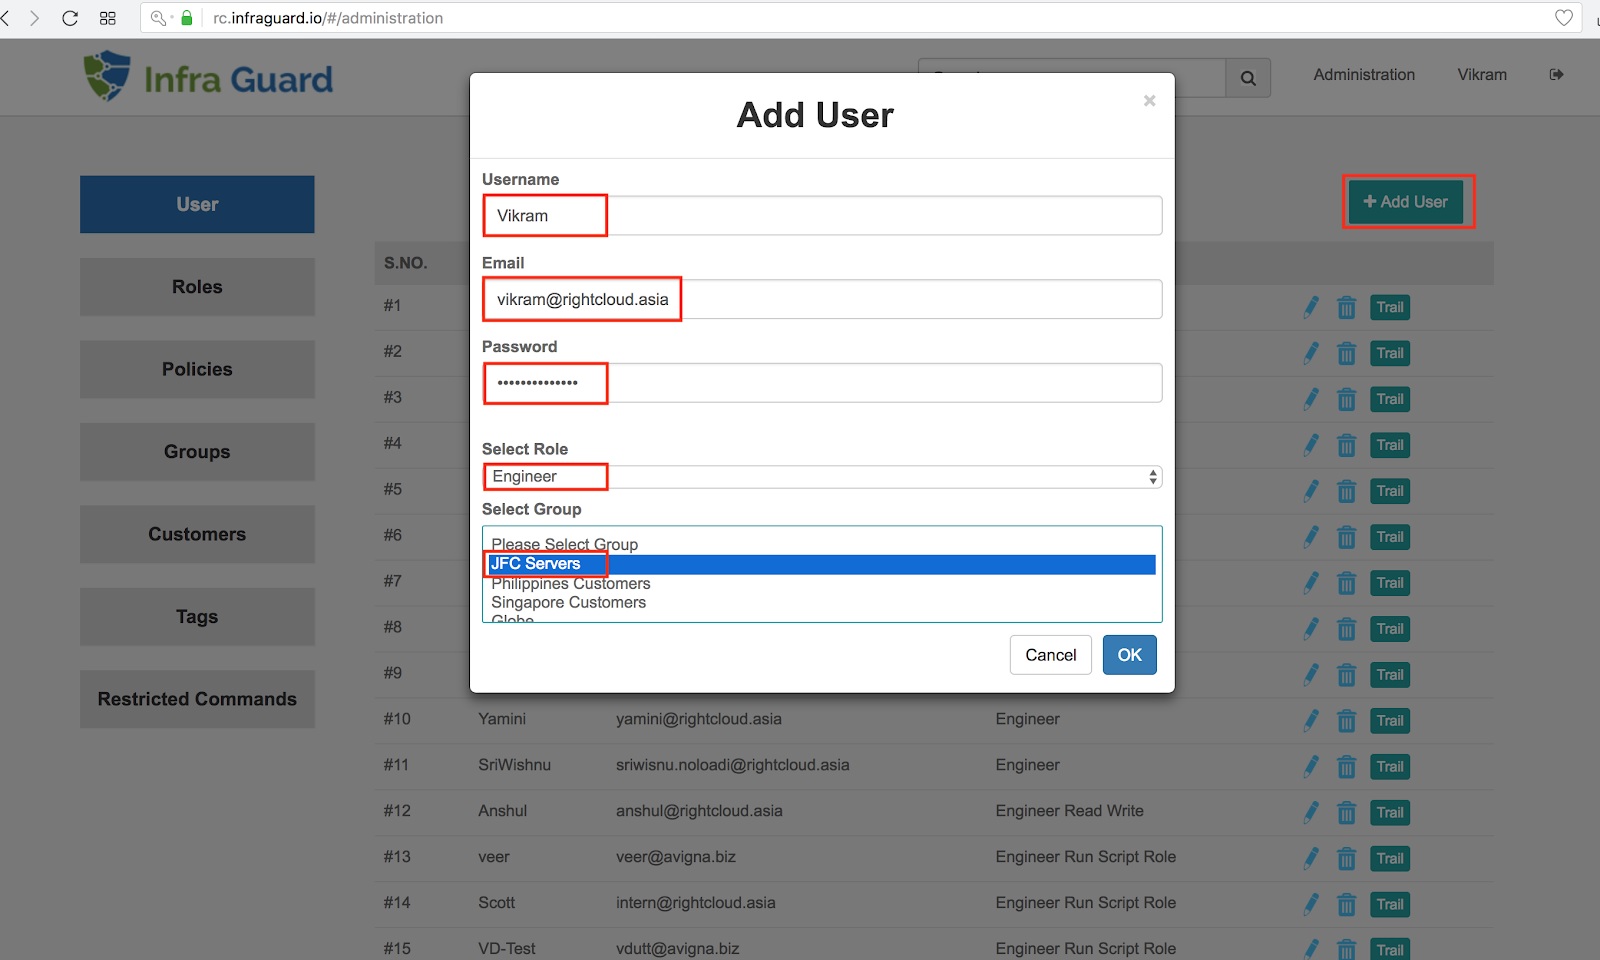 rc.infraguard.io/#/administration
Infra Guard
Administration
Vikram
Add User
×
Username
Vikram
Email
vikram@rightcloud.asia
Password
••••••••••••••
Select Role
Engineer
Select Group
Please Select Group
JFC Servers
Philippines Customers
Singapore Customers
Globe
Cancel OK
User
Roles
Policies
Groups
Customers
Tags
Restricted Commands
+ Add User
S.NO.
#1 Trail
#2 Trail
#3 Trail
#4 Trail
#5 Trail
#6 Trail
#7 Trail
#8 Trail
#9 Trail
#10 Yamini yamini@rightcloud.asia Engineer Trail
#11 SriWishnu sriwisnu.noloadi@rightcloud.asia Engineer Trail
#12 Anshul anshul@rightcloud.asia Engineer Read Write Trail
#13 veer veer@avigna.biz Engineer Run Script Role Trail
#14 Scott intern@rightcloud.asia Engineer Run Script Role Trail
#15 VD-Test vdutt@avigna.biz Engineer Run Script Role Trail